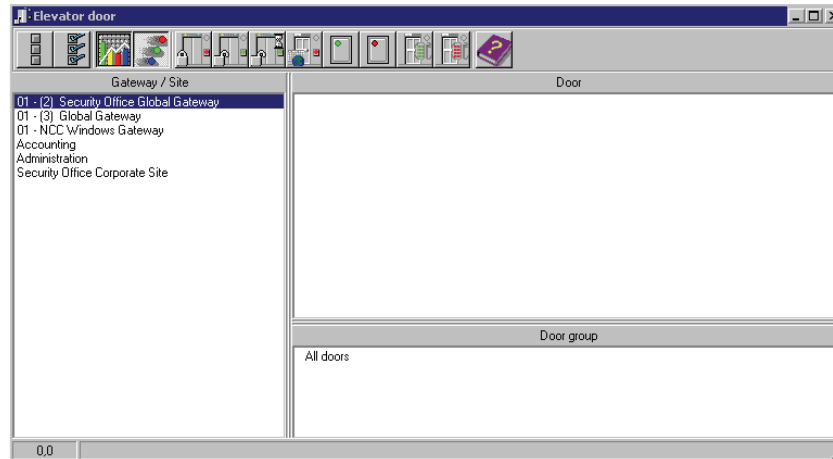 Elevator door
Gateway / Site
Door
01 - (2) Security Office Global Gateway
01 - (3) Global Gateway
01 - NCC Windows Gateway
Accounting
Administration
Security Office Corporate Site
Door group
All doors
0,0